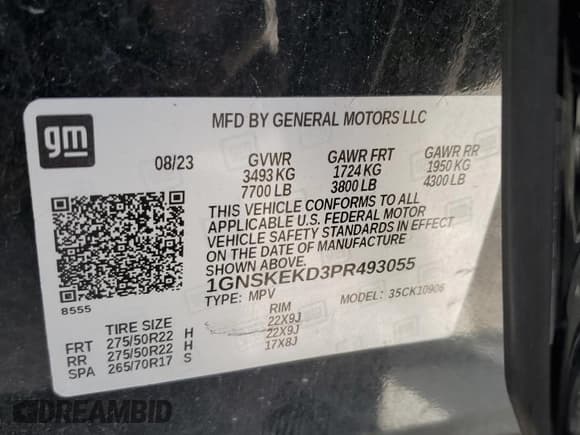 gm
MFD BY GENERAL MOTORS LLC
08/23 GVWR GAWR FRT GAWR RR
3493 KG 1724 KG 1950 KG
7700 LB 3800 LB 4300 LB
THIS VEHICLE CONFORMS TO ALL
APPLICABLE U.S. FEDERAL MOTOR
VEHICLE SAFETY STANDARDS IN EFFECT
ON THE DATE OF MANUFACTURE
SHOWN ABOVE.
1GNSKEKD3PR493055
8555
TYPE: MPV MODEL: 35CK10906
TIRE SIZE RIM
FRT 275/50R22 H 22X9J
RR 275/50R22 H 22X9J
SPA 265/70R17 S 17X8J
DREAMBID